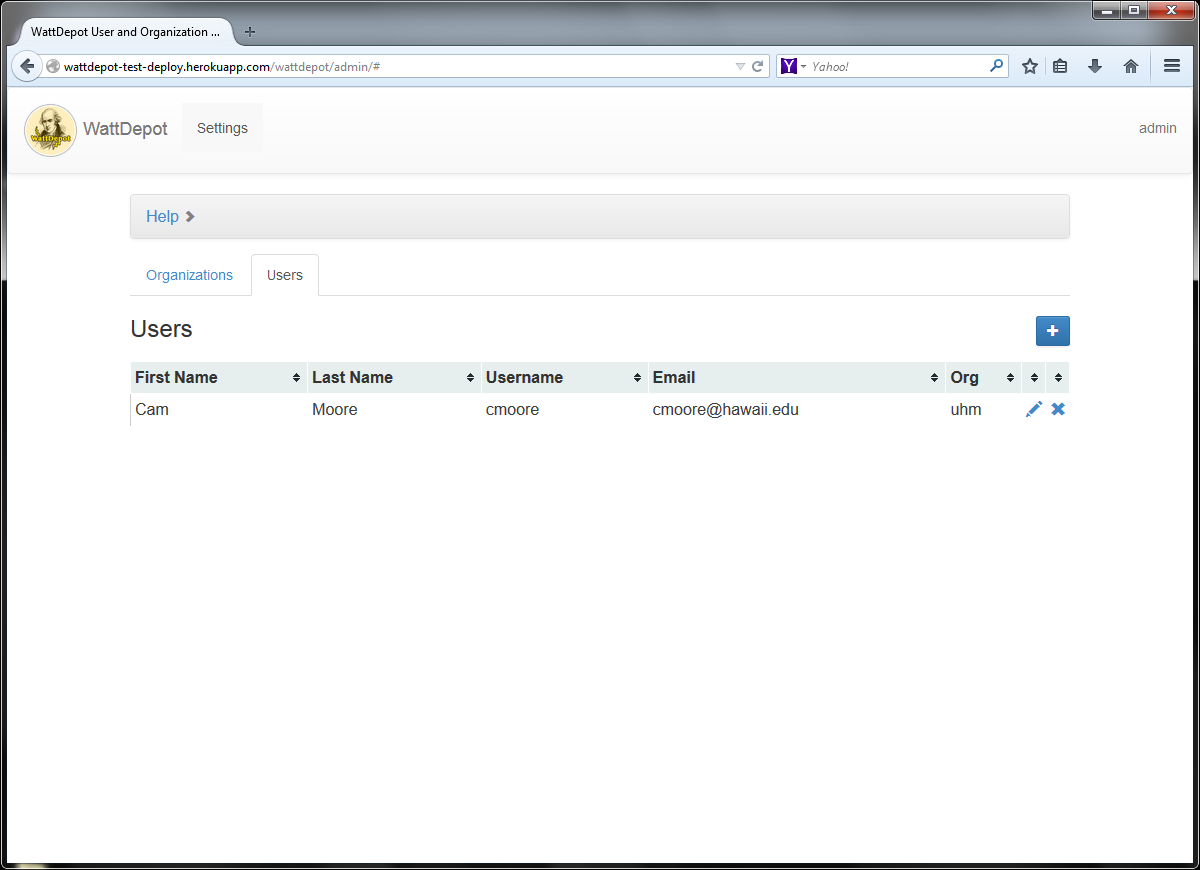 WattDepot User and Organization ...
wattdepot-test-deploy.herokuapp.com/wattdepot/admin/#
Y Yahoo!
WattDepot
WattDepot Settings admin
Help
Organizations Users
Users
First Name Last Name Username Email Org
Cam Moore cmoore cmoore@hawaii.edu uhm